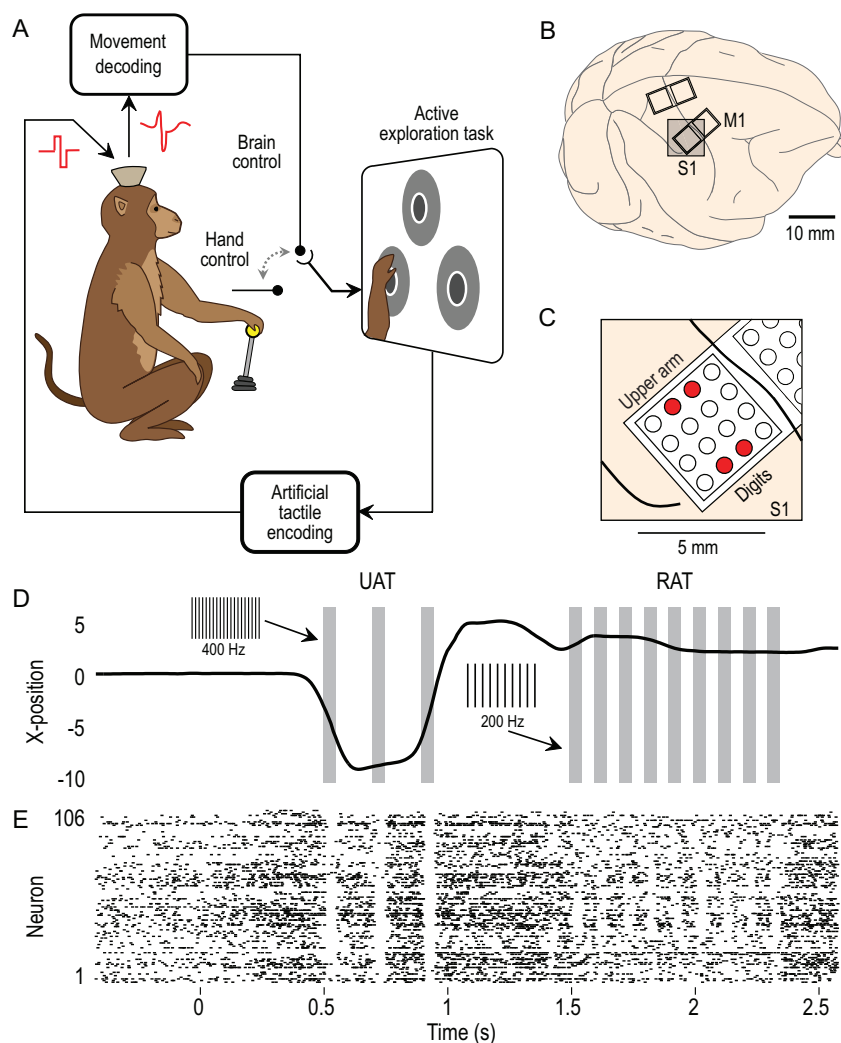 A
Movement
decoding
Brain
control
Hand
control
Active
exploration task
Artificial
tactile
encoding
B
M1
S1
10 mm
C
Upper arm
Digits
S1
5 mm
D
UAT
RAT
X-position
5
0
-5
-10
400 Hz
200 Hz
E
Neuron
106
1
0
0.5
1
1.5
2
2.5
Time (s)